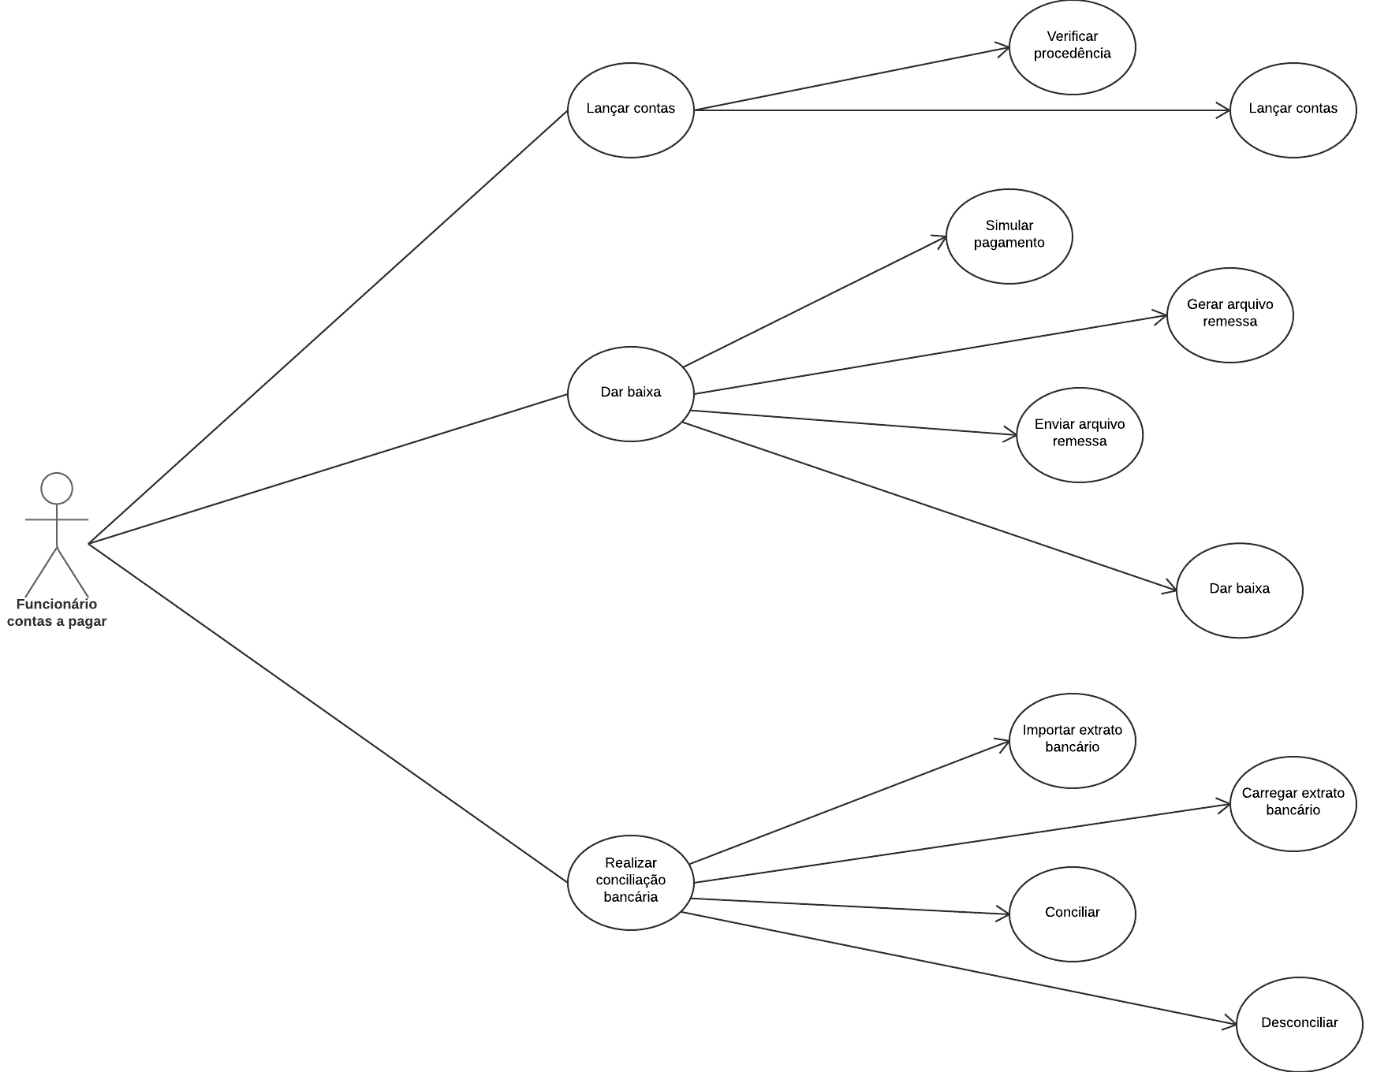 Verificar
procedência
Lançar contas
Lançar contas
Simular
pagamento
Gerar arquivo
remessa
Dar baixa
Enviar arquivo
remessa
Dar baixa
Funcionário
contas a pagar
Importar extrato
bancário
Carregar extrato
bancário
Realizar
conciliação
bancária
Conciliar
Desconciliar